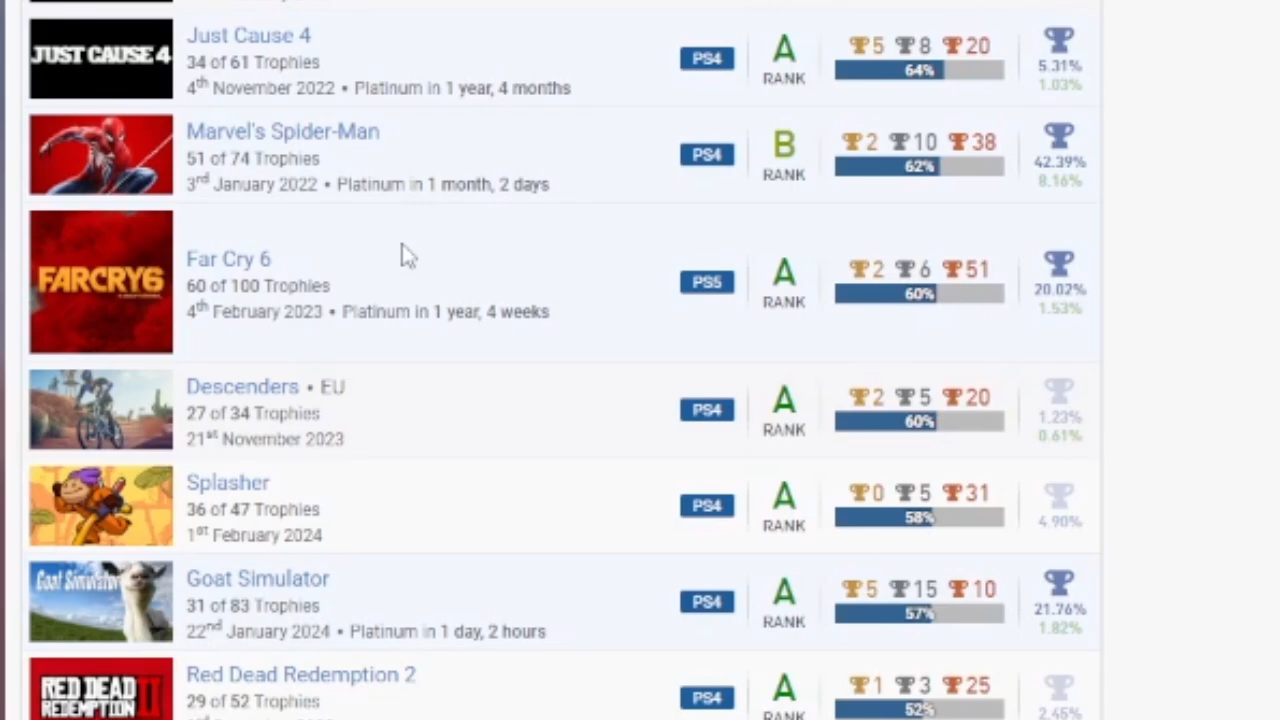 JUST CAUSE 4
Just Cause 4
34 of 61 Trophies
4th November 2022 • Platinum in 1 year, 4 months
PS4
A
RANK
5 8 20
64%
5.31%
1.03%
Marvel's Spider-Man
51 of 74 Trophies
3rd January 2022 • Platinum in 1 month, 2 days
PS4
B
RANK
2 10 38
62%
42.39%
8.16%
FARCRY6
Far Cry 6
60 of 100 Trophies
4th February 2023 • Platinum in 1 year, 4 weeks
PS5
A
RANK
2 6 51
60%
20.02%
1.53%
Descenders • EU
27 of 34 Trophies
21st November 2023
PS4
A
RANK
2 5 20
60%
1.23%
0.61%
Splasher
36 of 47 Trophies
1st February 2024
PS4
A
RANK
0 5 31
58%
4.90%
Goat Simulator
Goat Simulator
31 of 83 Trophies
22nd January 2024 • Platinum in 1 day, 2 hours
PS4
A
RANK
5 15 10
57%
21.76%
1.82%
RED DEAD
REDEMPTION II
Red Dead Redemption 2
29 of 52 Trophies
PS4
A
RANK
1 3 25
52%
2.45%